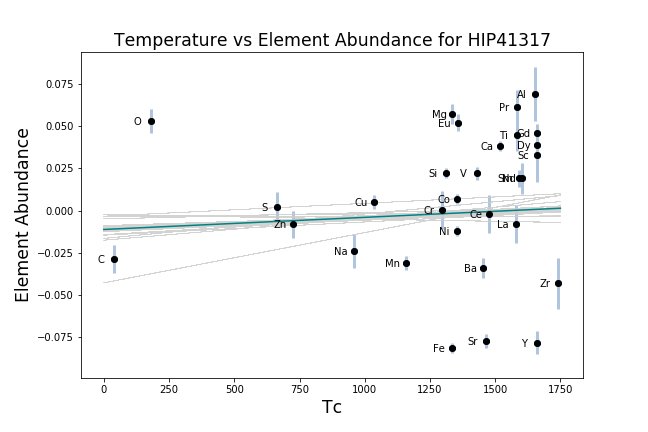 Temperature vs Element Abundance for HIP41317
Element Abundance
0.075
0.050
0.025
0.000
−0.025
−0.050
−0.075
0
250
500
750
1000
1250
1500
1750
Tc
O
C
S
Zn
Cu
Na
Mn
Mg
Eu
Si
V
Co
Cr
Ni
Ce
Ba
Fe
Sr
Al
Pr
Ti
Gd
Ca
Dy
Sc
La
Zr
Y